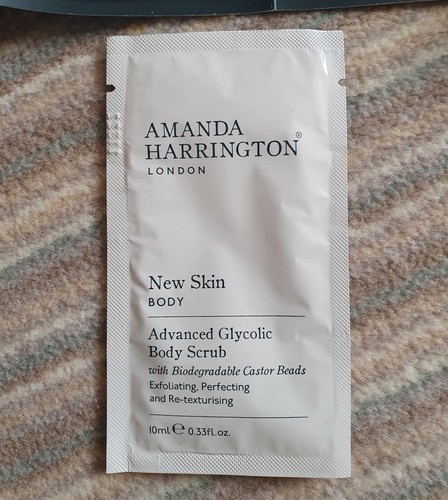 AMANDA
HARRINGTON®
LONDON
New Skin
BODY
Advanced Glycolic
Body Scrub
with Biodegradable Castor Beads
Exfoliating, Perfecting
and Re-texturising
10ml ℮ 0.33fl.oz.